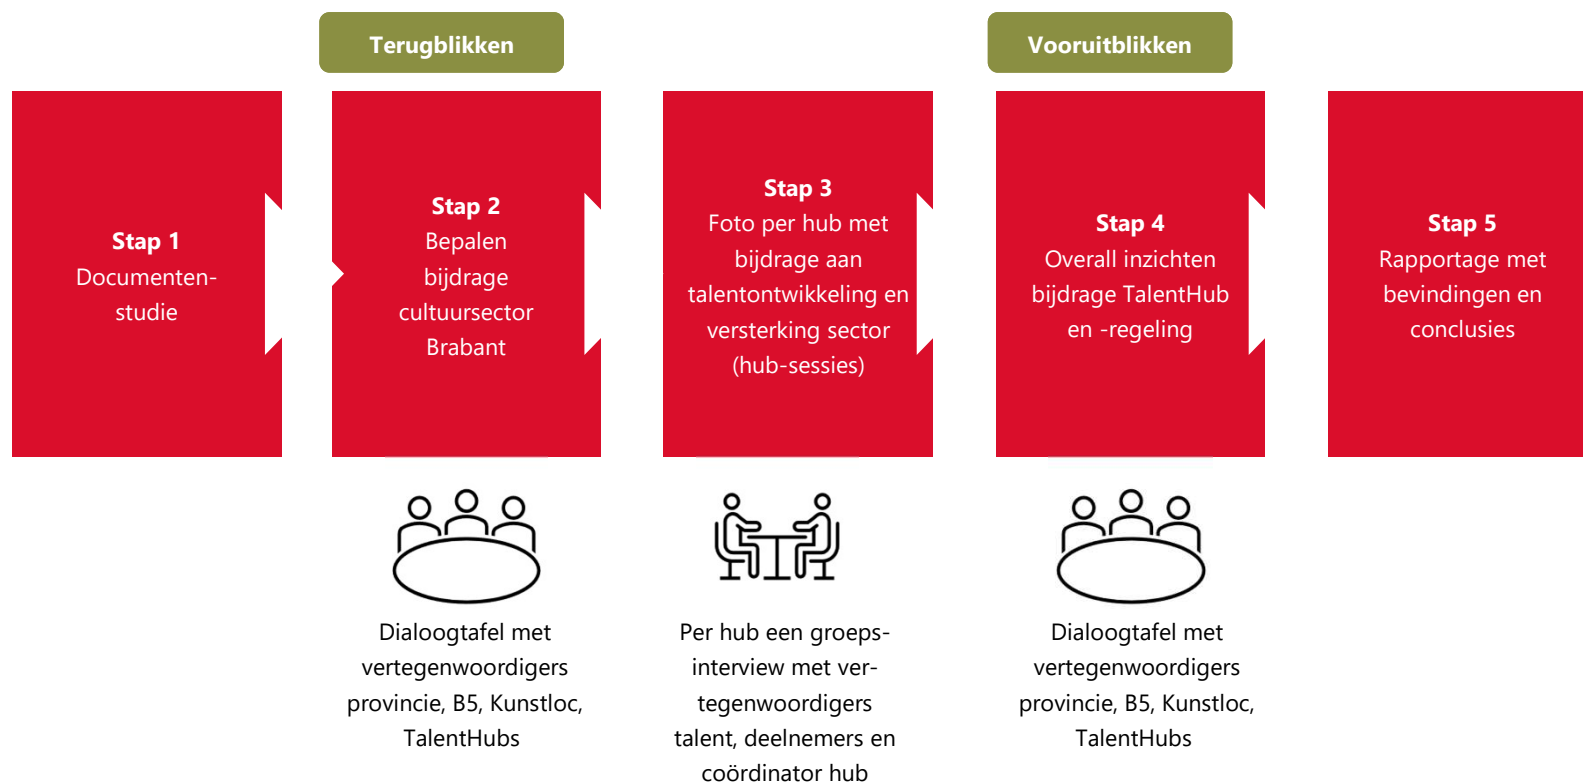 Terugblikken
Vooruitblikken
Stap 1
Documenten-
studie
Stap 2
Bepalen
bijdrage
cultuursector
Brabant
Stap 3
Foto per hub met
bijdrage aan
talentontwikkeling en
versterking sector
(hub-sessies)
Stap 4
Overall inzichten
bijdrage TalentHub
en -regeling
Stap 5
Rapportage met
bevindingen en
conclusies
Dialoogtafel met
vertegenwoordigers
provincie, B5, Kunstloc,
TalentHubs
Per hub een groeps-
interview met ver-
tegenwoordigers
talent, deelnemers en
coördinator hub
Dialoogtafel met
vertegenwoordigers
provincie, B5, Kunstloc,
TalentHubs